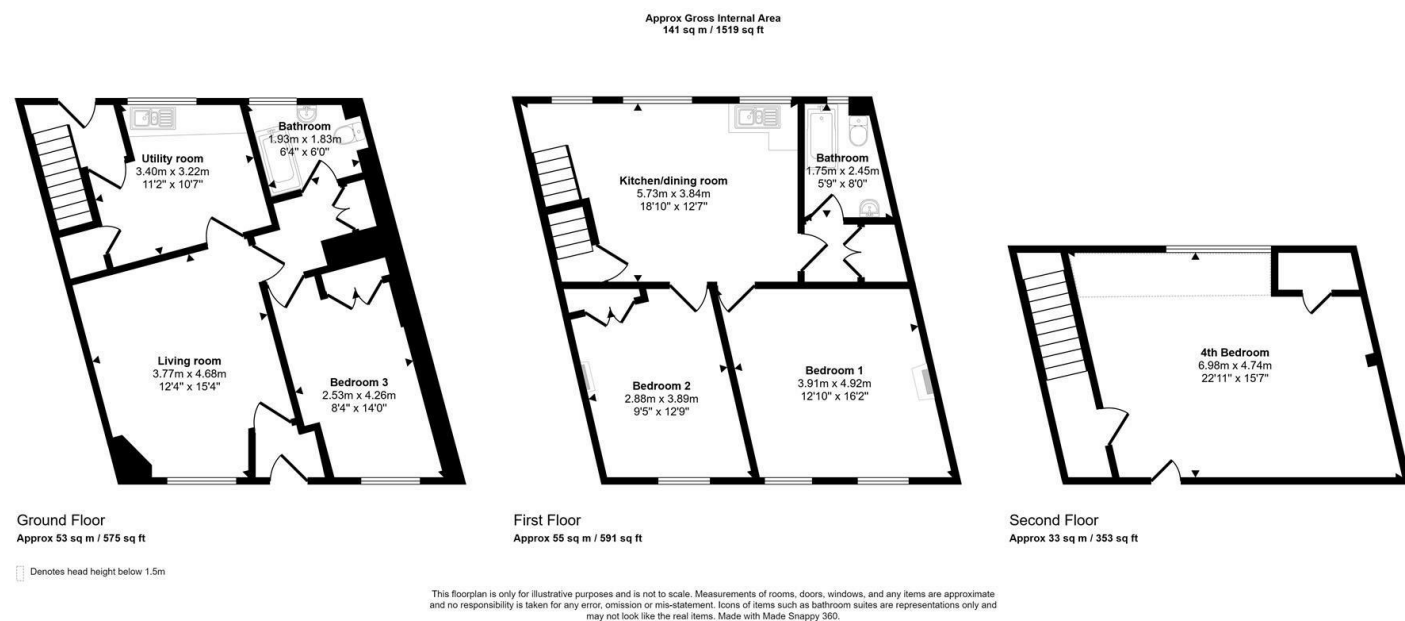 Approx Gross Internal Area
141 sq m / 1519 sq ft
Bathroom
1.93m x 1.83m
6'4" x 6'0"
Utility room
3.40m x 3.22m
11'2" x 10'7"
Living room
3.77m x 4.68m
12'4" x 15'4"
Bedroom 3
2.53m x 4.26m
8'4" x 14'0"
Ground Floor
Approx 53 sq m / 575 sq ft
Denotes head height below 1.5m
Kitchen/dining room
5.73m x 3.84m
18'10" x 12'7"
Bathroom
1.75m x 2.45m
5'9" x 8'0"
Bedroom 2
2.88m x 3.89m
9'5" x 12'9"
Bedroom 1
3.91m x 4.92m
12'10" x 16'2"
First Floor
Approx 55 sq m / 591 sq ft
4th Bedroom
6.98m x 4.74m
22'11" x 15'7"
Second Floor
Approx 33 sq m / 353 sq ft
This floorplan is only for illustrative purposes and is not to scale. Measurements of rooms, doors, windows, and any items are approximate
and no responsibility is taken for any error, omission or mis-statement. Icons of items such as bathroom suites are representations only and
may not look like the real items. Made with Made Snappy 360.